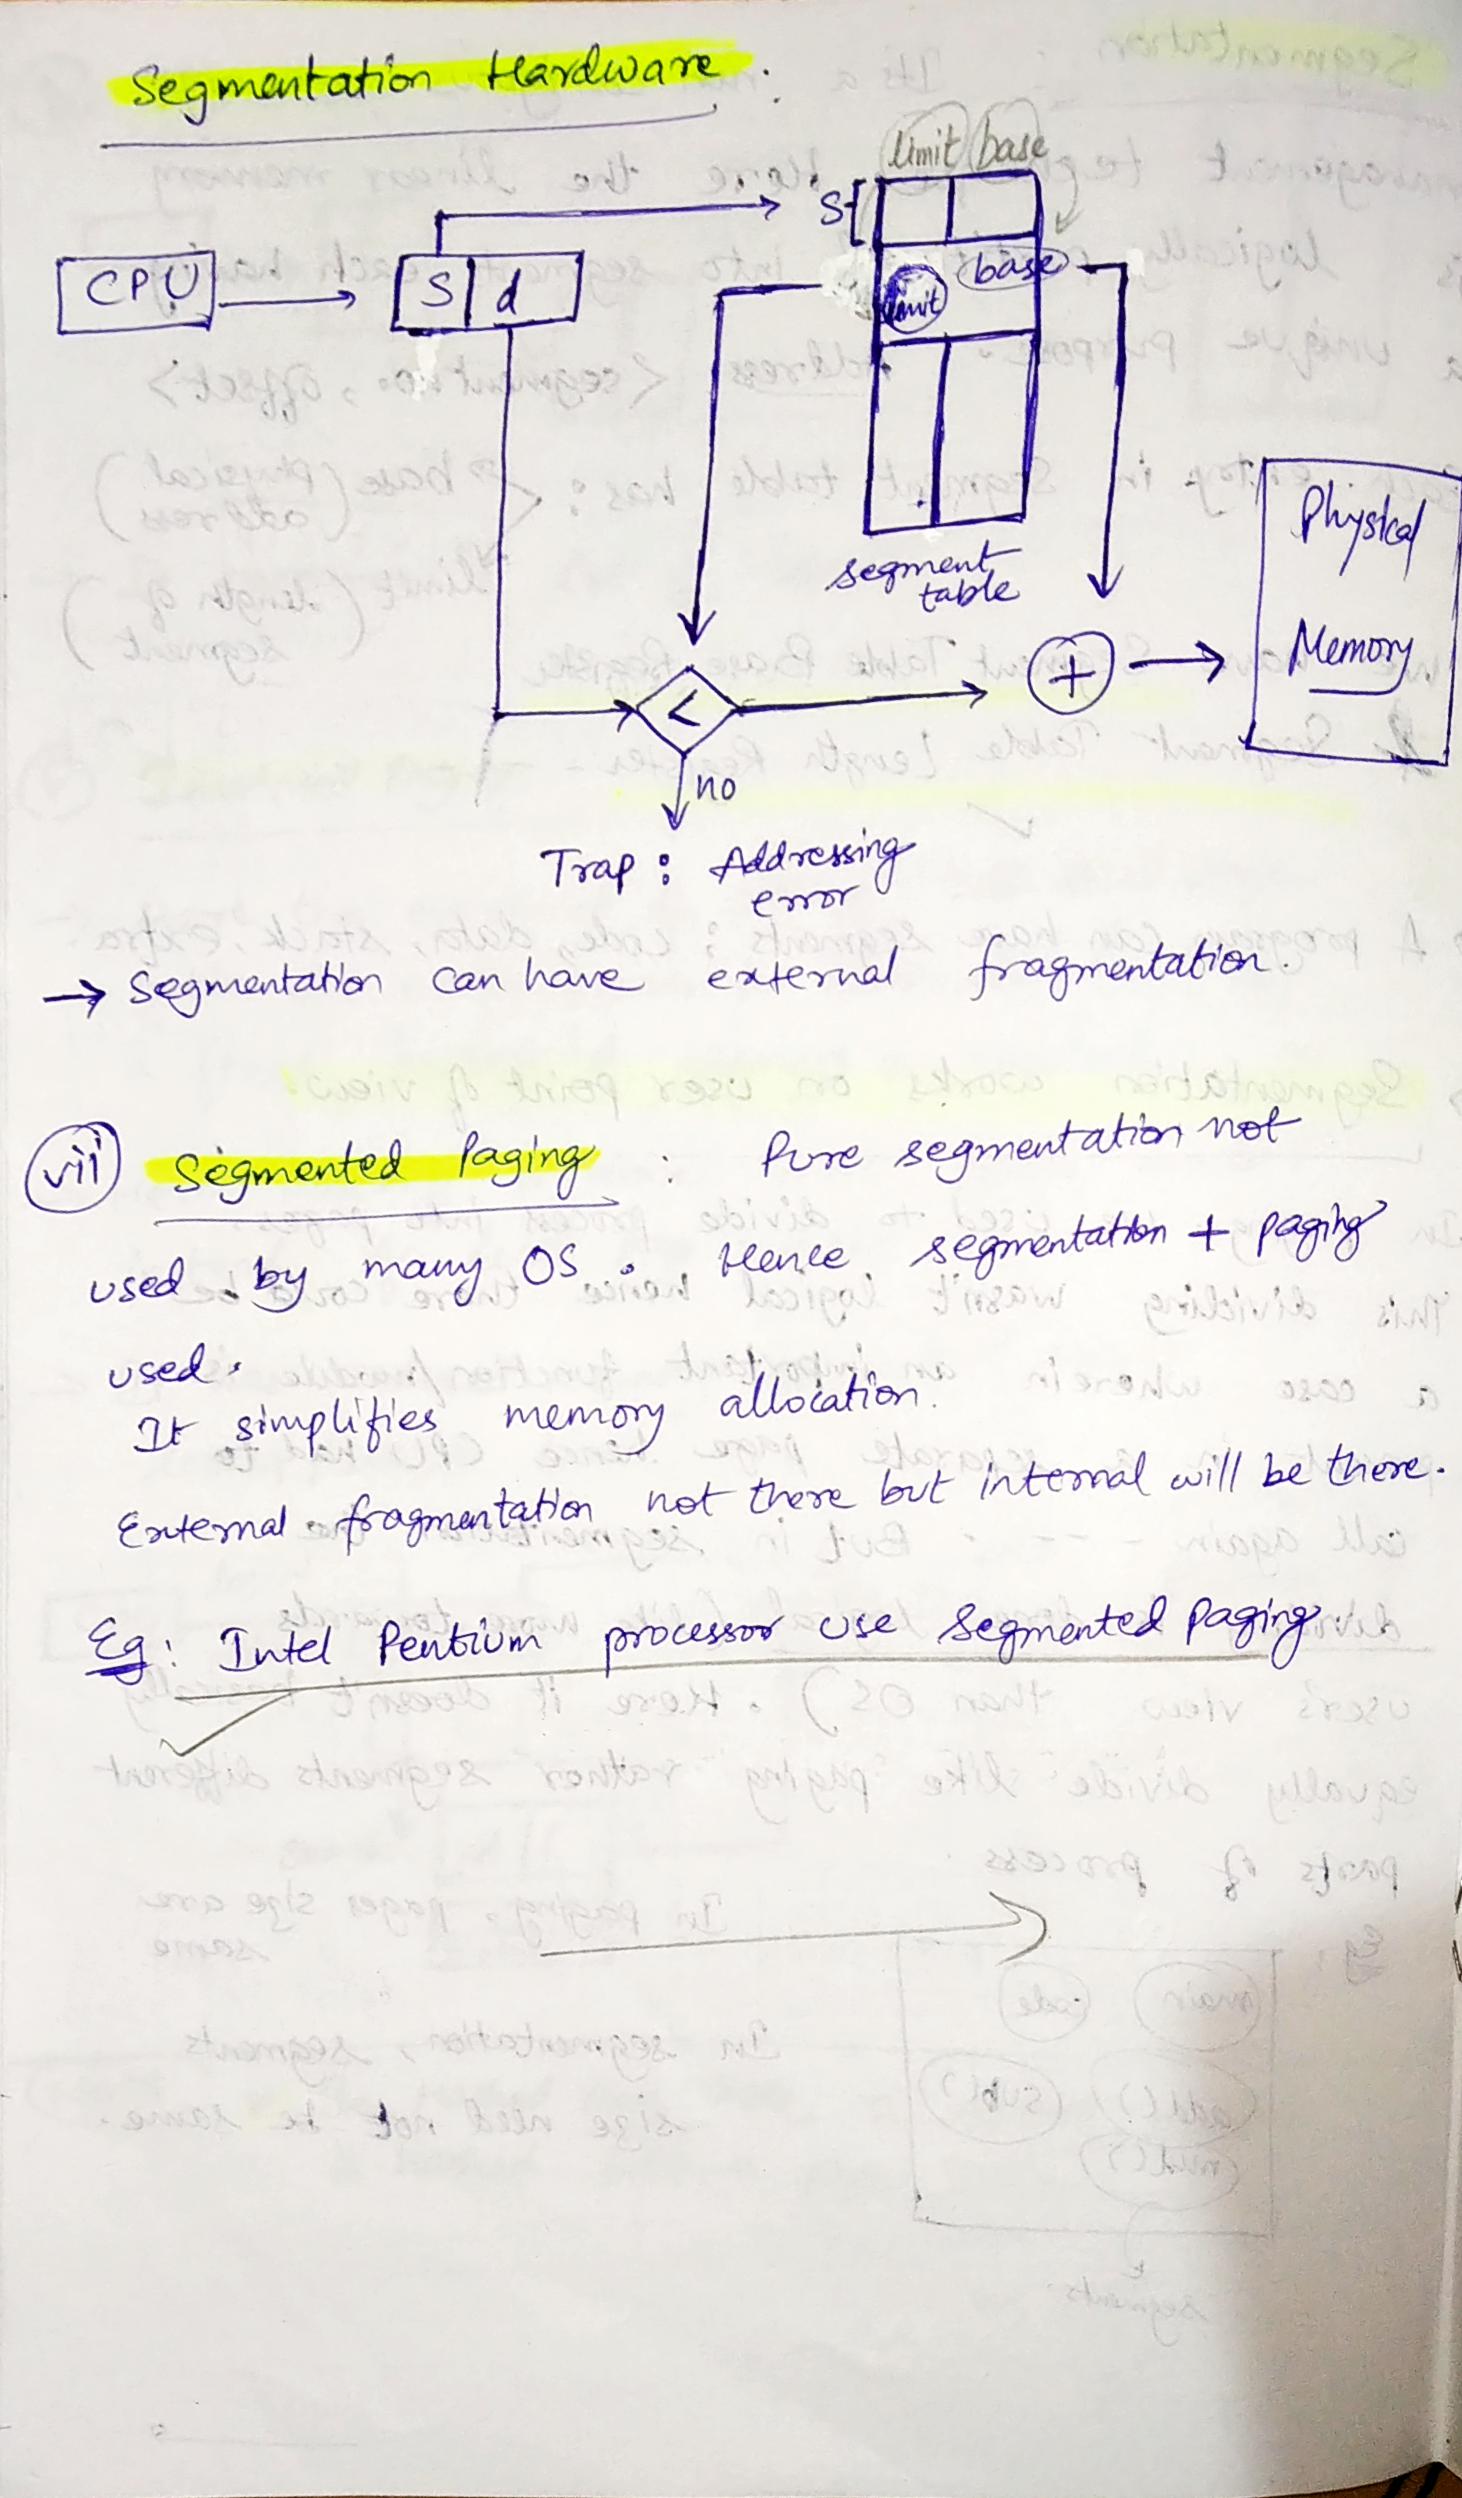 Segmentation Hardware.
limit base
S
CPU
S d
limit base
segment
table
Physical
Memory
<
+
no
Trap : Addressing
error
→ Segmentation can have external fragmentation.
vii Segmented Paging : Pure segmentation not
used by many OS. Hence segmentation + paging
used.
It simplifies memory allocation.
External fragmentation not there but internal will be there.
Eg: Intel Pentium processor use Segmented Paging.